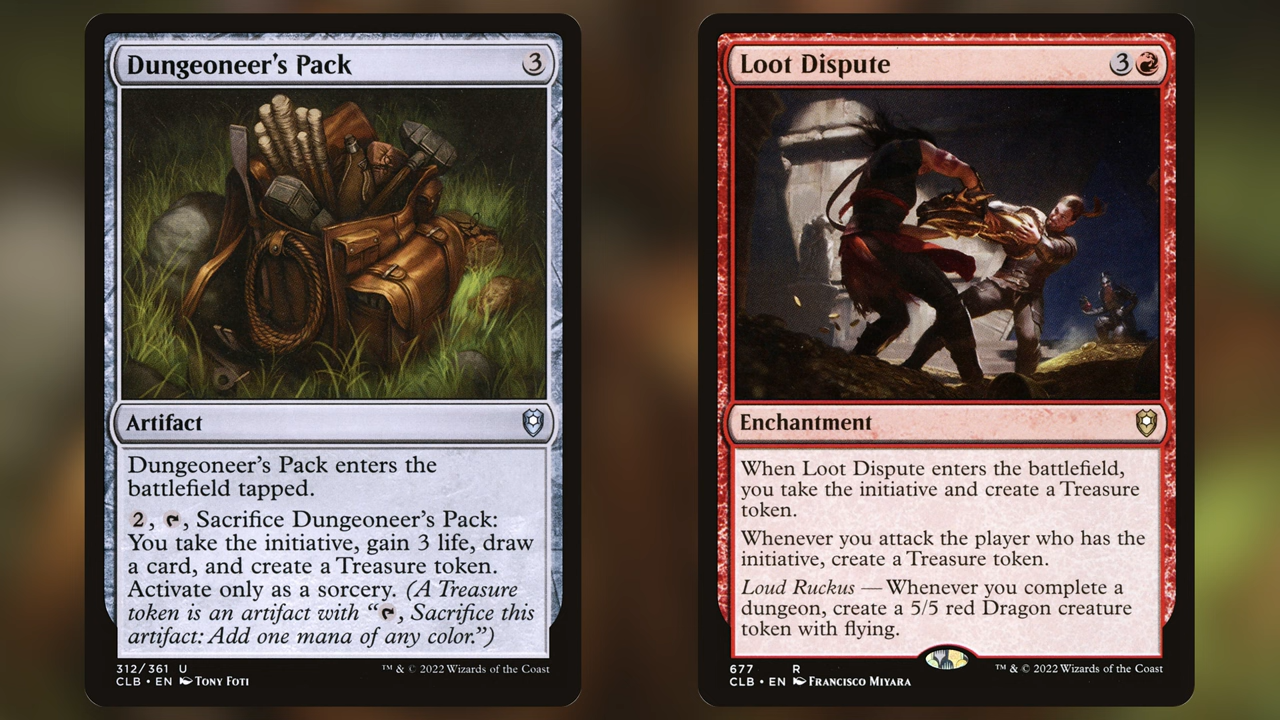 Dungeoneer's Pack 3
Artifact
Dungeoneer's Pack enters the
battlefield tapped.
2, , Sacrifice Dungeoneer's Pack:
You take the initiative, gain 3 life, draw
a card, and create a Treasure token.
Activate only as a sorcery. (A Treasure
token is an artifact with “ , Sacrifice this
artifact: Add one mana of any color.”)
312/361 U
CLB • EN Tony Foti
™ & © 2022 Wizards of the Coast
Loot Dispute 3
Enchantment
When Loot Dispute enters the battlefield,
you take the initiative and create a Treasure
token.
Whenever you attack the player who has the
initiative, create a Treasure token.
Loud Ruckus — Whenever you complete a
dungeon, create a 5/5 red Dragon creature
token with flying.
677 R
CLB • EN Francisco Miyara
™ & © 2022 Wizards of the Coast